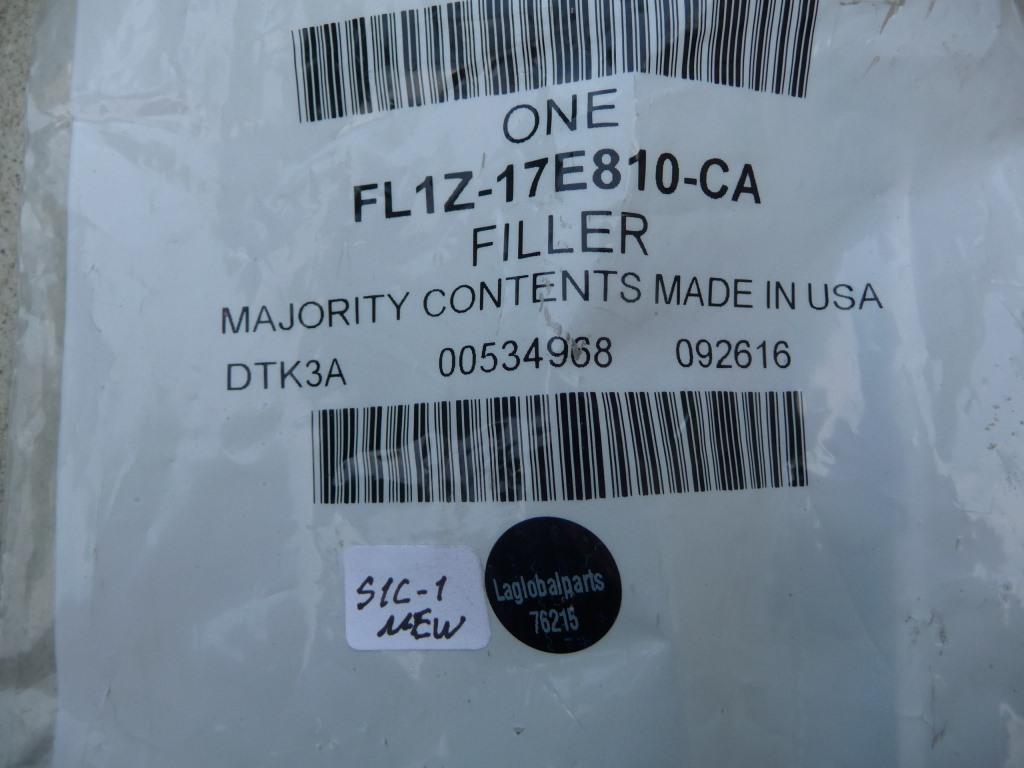 ONE
FL1Z-17E810-CA
FILLER
MAJORITY CONTENTS MADE IN USA
DTK3A 00534968 092616
S1C-1
NEW
Laglobalparts
76215